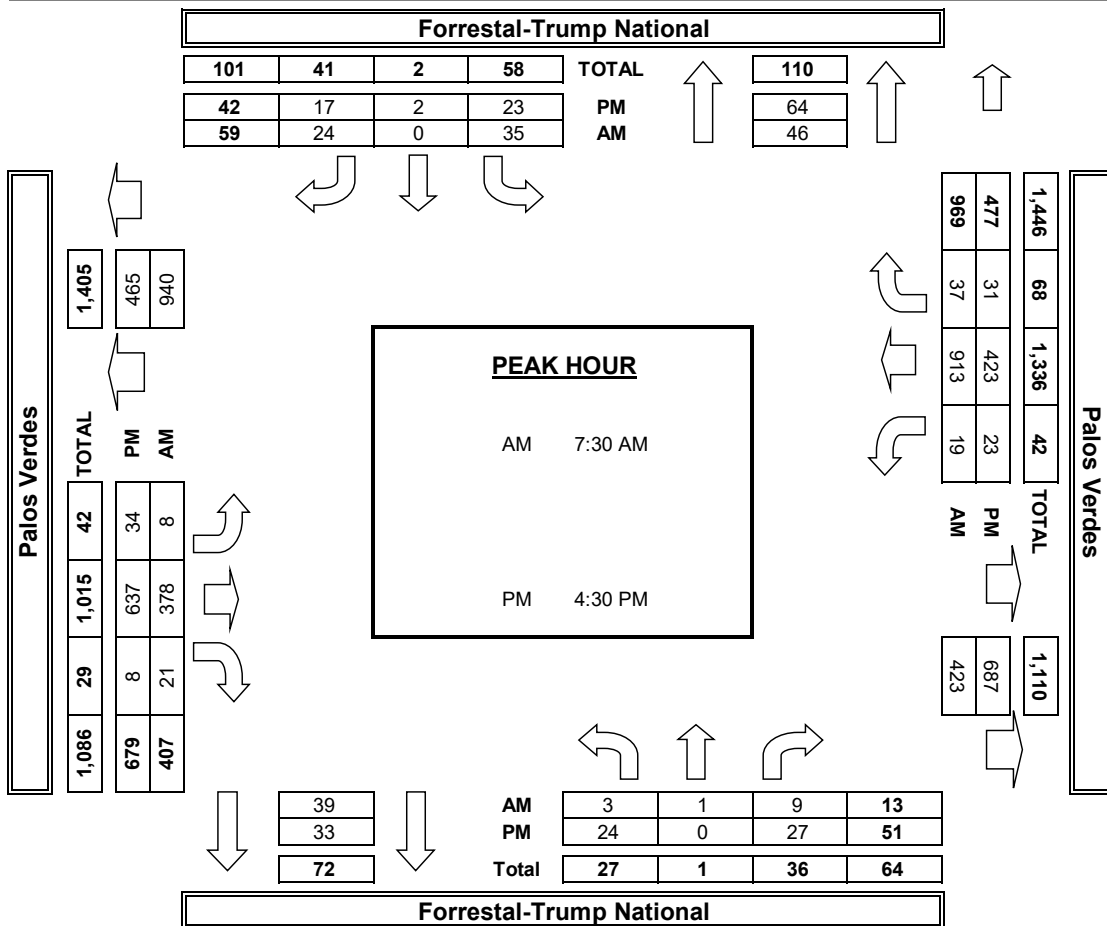 Forrestal-Trump National
101 41 2 58 TOTAL 110
42 17 2 23 PM 64
59 24 0 35 AM 46
Palos Verdes
1,405
465
940
TOTAL
PM
AM
42 1,015 29 1,086
34 637 8 679
8 378 21 407
PEAK HOUR
AM 7:30 AM
PM 4:30 PM
1,446 68 1,336 42 TOTAL
477 31 423 23 PM
969 37 913 19 AM
1,110
687
423
Palos Verdes
39 AM 3 1 9 13
33 PM 24 0 27 51
72 Total 27 1 36 64
Forrestal-Trump National